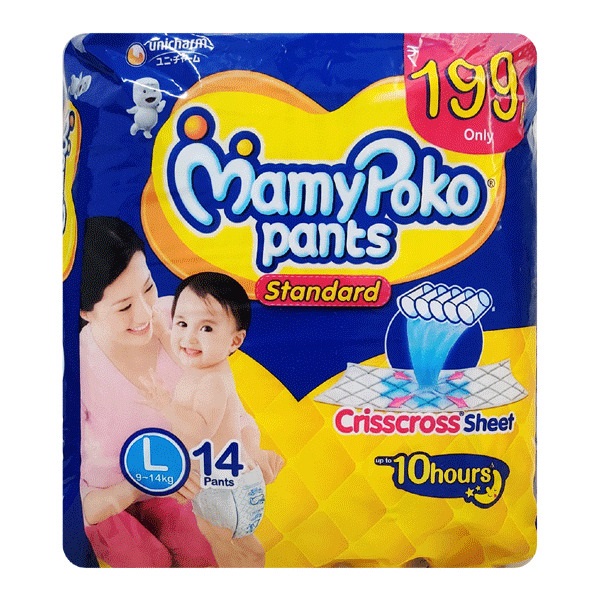 unicharm
ユニ・チャーム
₹
199
Only
MamyPoko®
pants
Standard
Crisscross® Sheet
up to 10hours
L
9~14kg
14
Pants